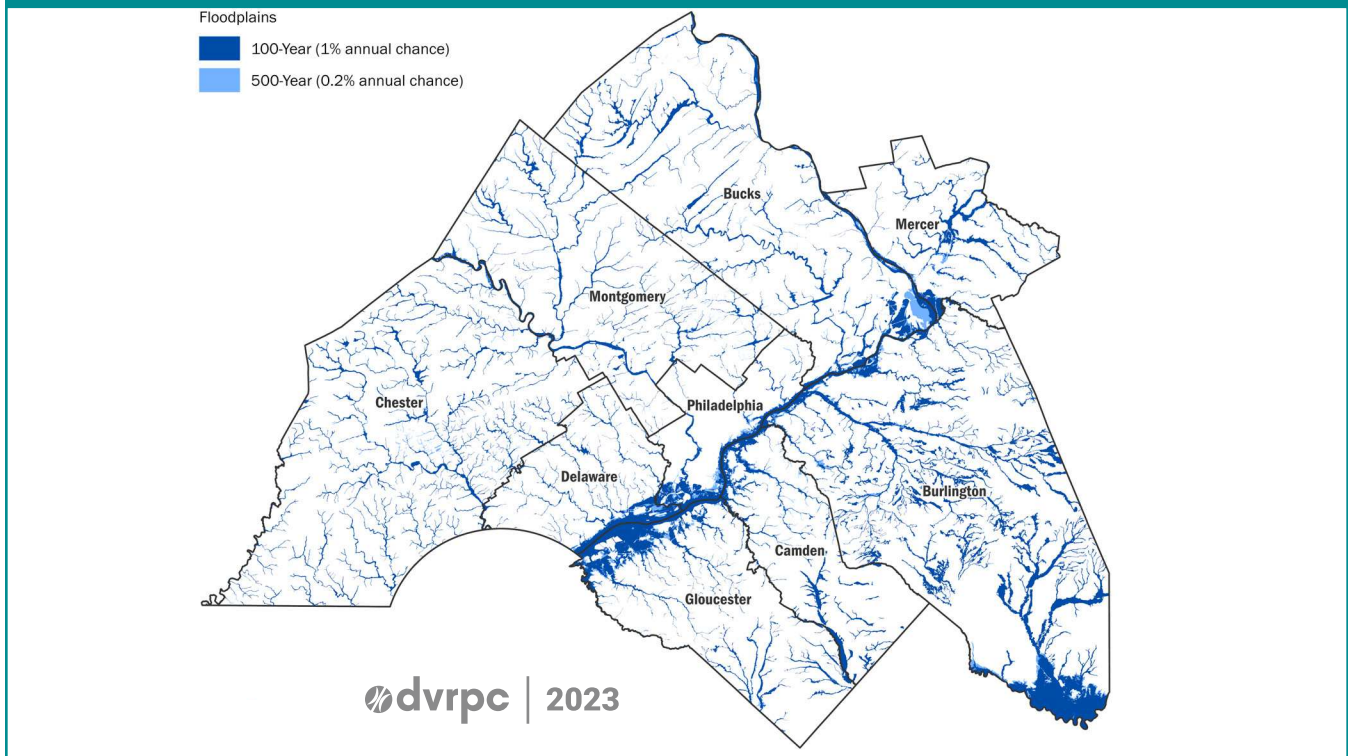 Floodplains
100-Year (1% annual chance)
500-Year (0.2% annual chance)
Bucks
Mercer
Montgomery
Chester
Philadelphia
Delaware
Burlington
Camden
Gloucester
dvrpc | 2023